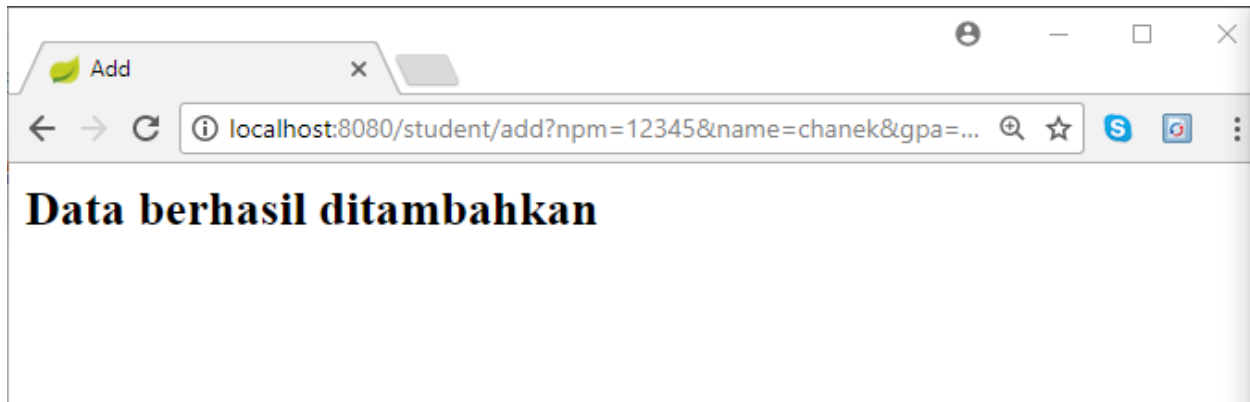 Add
localhost:8080/student/add?npm=12345&name=chanek&gpa=...
Data berhasil ditambahkan